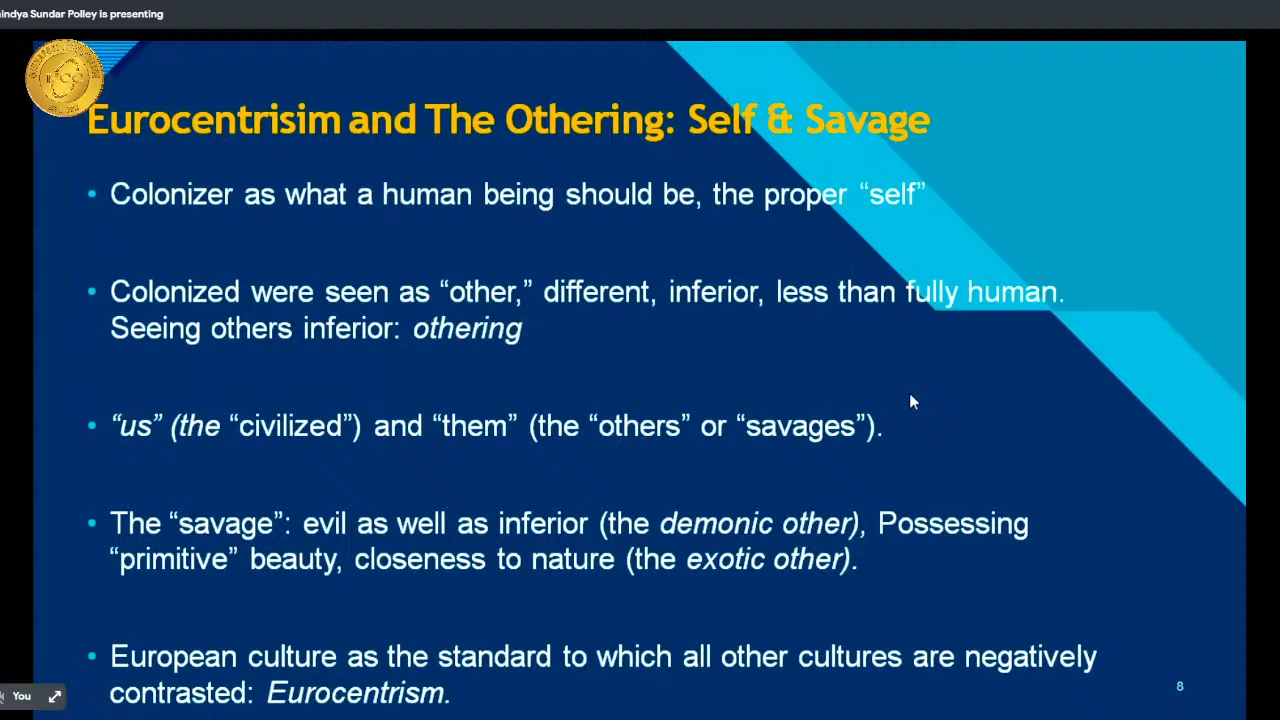 indya Sundar Polley is presenting
Eurocentrisim and The Othering: Self & Savage
• Colonizer as what a human being should be, the proper “self”
• Colonized were seen as “other,” different, inferior, less than fully human.
Seeing others inferior: othering
• “us” (the “civilized”) and “them” (the “others” or “savages”).
• The “savage”: evil as well as inferior (the demonic other), Possessing
“primitive” beauty, closeness to nature (the exotic other).
• European culture as the standard to which all other cultures are negatively
contrasted: Eurocentrism.
8
You